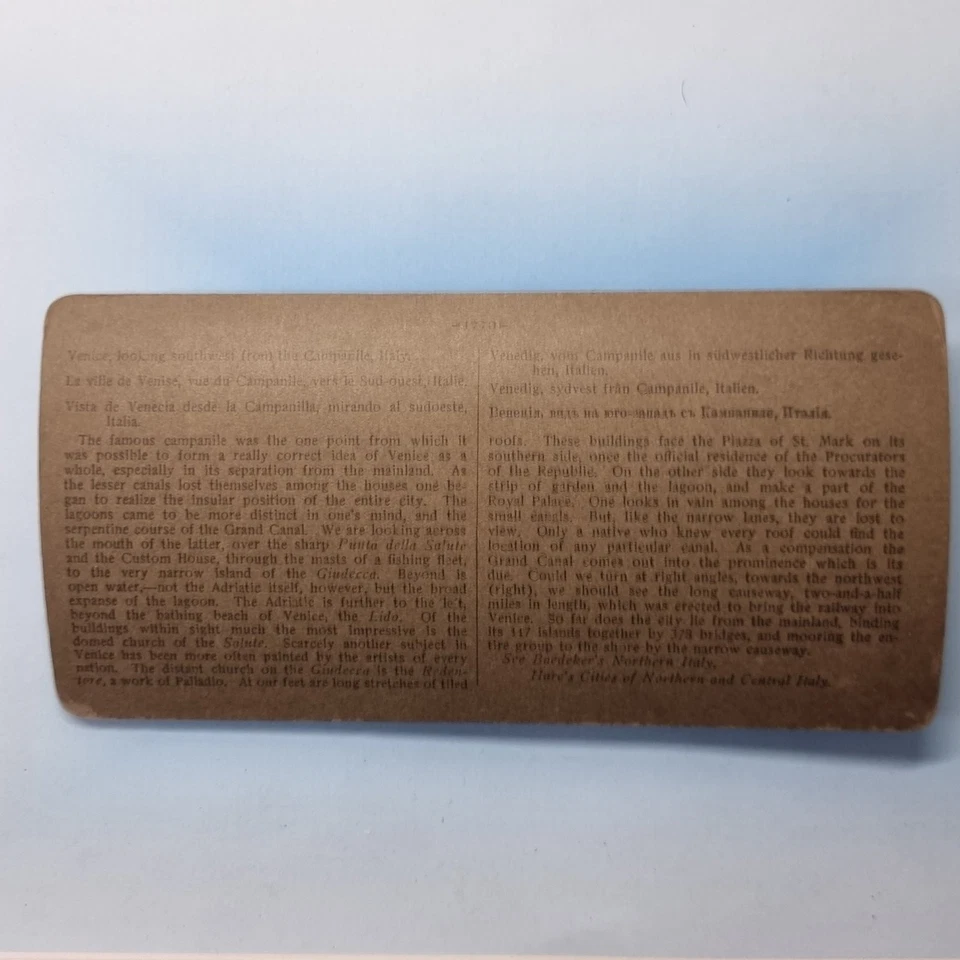 Venice, looking southwest from the Campanile, Italy.
La ville de Venise, vue du Campanile, vers le Sud-ouest, Italie.
Vista de Venecia desde la Campanilla, mirando al sudoeste,
Italia.
The famous campanile was the one point from which it
was possible to form a really correct idea of Venice as a
whole, especially in its separation from the mainland. As
the lesser canals lost themselves among the houses one be-
gan to realize the insular position of the entire city. The
lagoons came to be more distinct in one's mind, and the
serpentine course of the Grand Canal. We are looking across
the mouth of the latter, over the sharp Punta della Salute
and the Custom House, through the masts of a fishing fleet,
to the very narrow island of the Giudecca. Beyond is
open water,—not the Adriatic itself, however, but the broad
expanse of the lagoon. The Adriatic is further to the left,
beyond the bathing beach of Venice, the Lido. Of the
buildings within sight much the most impressive is the
domed church of the Salute. Scarcely another subject in
Venice has been more often painted by the artists of every
nation. The distant church on the Giudecca is the Reden-
tore, a work of Palladio. At our feet are long stretches of tiled
Venedig, vom Campanile aus in südwestlicher Richtung gese-
hen, Italien.
Venedig, sydvest från Campanile, Italien.
Венеція, видъ на юго-западъ съ Кампаниле, Италія.
roofs. These buildings face the Piazza of St. Mark on its
southern side, once the official residence of the Procurators
of the Republic. On the other side they look towards the
strip of garden and the lagoon, and make a part of the
Royal Palace. One looks in vain among the houses for the
small canals. But, like the narrow lanes, they are lost to
view. Only a native who knew every roof could find the
location of any particular canal. As a compensation the
Grand Canal comes out into the prominence which is its
due. Could we turn at right angles, towards the northwest
(right), we should see the long causeway, two-and-a-half
miles in length, which was erected to bring the railway into
Venice. So far does the city lie from the mainland, binding
its 117 islands together by 378 bridges, and mooring the en-
tire group to the shore by the narrow causeway.
See Baedeker's Northern Italy.
Hare's Cities of Northern and Central Italy.